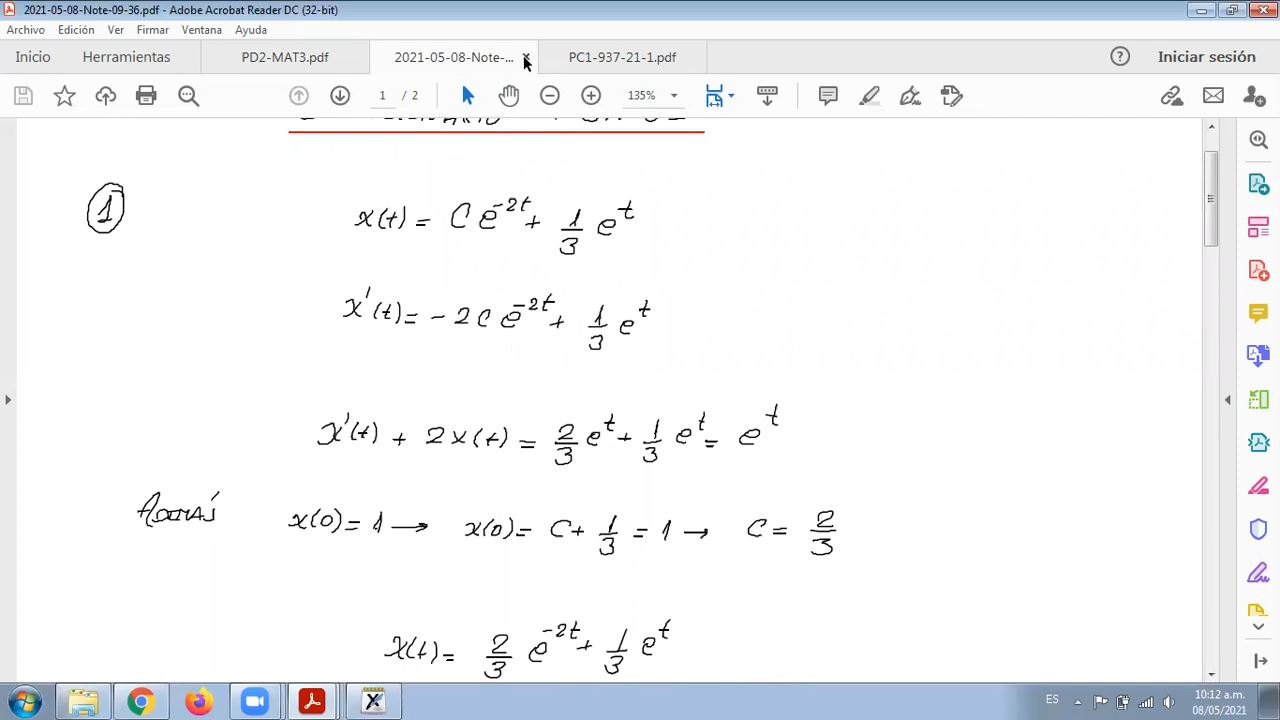 2021-05-08-Note-09-36.pdf - Adobe Acrobat Reader DC (32-bit)
Archivo Edición Ver Firmar Ventana Ayuda
Inicio Herramientas PD2-MAT3.pdf 2021-05-08-Note-... PC1-937-21-1.pdf Iniciar sesión
1 / 2 135%
1
x(t) = C e^{-2t} + 1/3 e^t
x'(t) = -2C e^{-2t} + 1/3 e^t
x'(t) + 2x(t) = 2/3 e^t + 1/3 e^t = e^t
x(0) = 1 → x(0) = C + 1/3 = 1 → C = 2/3
x(t) = 2/3 e^{-2t} + 1/3 e^t
ES 10:12 a.m.
08/05/2021